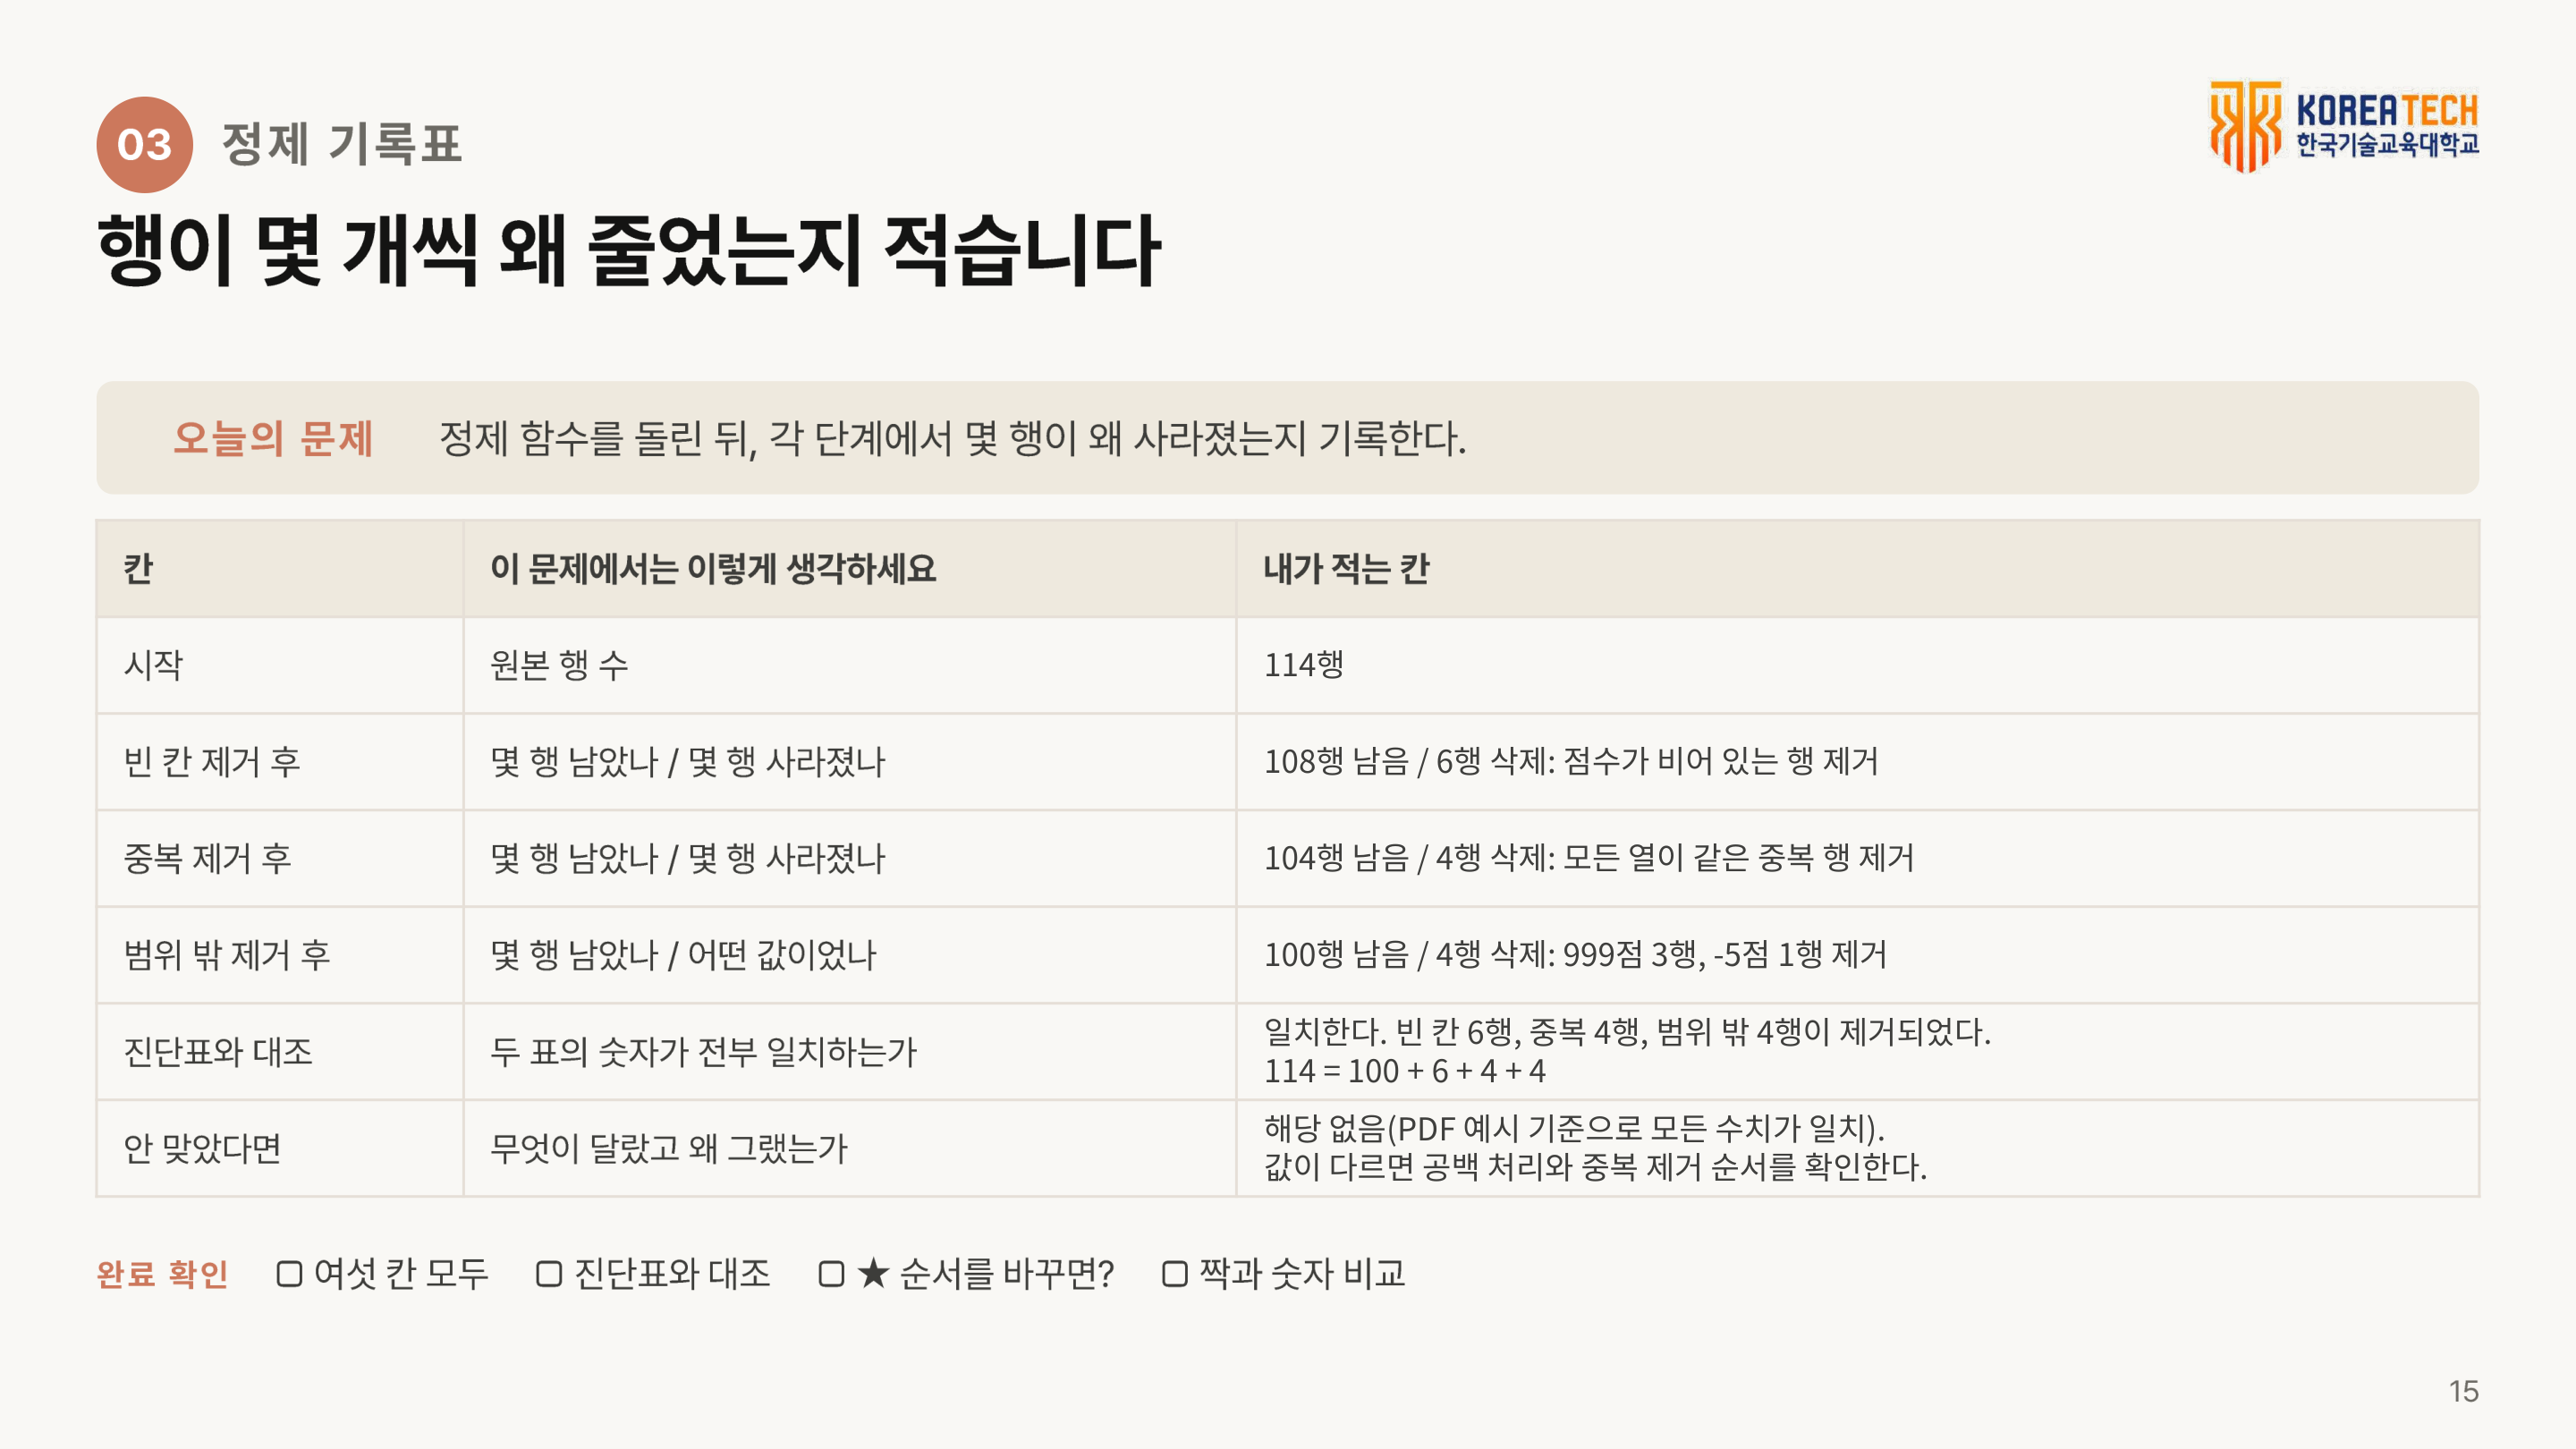 03 정제 기록표
KOREATECH
한국기술교육대학교
행이 몇 개씩 왜 줄었는지 적습니다
오늘의 문제 정제 함수를 돌린 뒤, 각 단계에서 몇 행이 왜 사라졌는지 기록한다.
칸 이 문제에서는 이렇게 생각하세요 내가 적는 칸
시작 원본 행 수 114행
빈 칸 제거 후 몇 행 남았나 / 몇 행 사라졌나 108행 남음 / 6행 삭제: 점수가 비어 있는 행 제거
중복 제거 후 몇 행 남았나 / 몇 행 사라졌나 104행 남음 / 4행 삭제: 모든 열이 같은 중복 행 제거
범위 밖 제거 후 몇 행 남았나 / 어떤 값이었나 100행 남음 / 4행 삭제: 999점 3행, -5점 1행 제거
진단표와 대조 두 표의 숫자가 전부 일치하는가 일치한다. 빈 칸 6행, 중복 4행, 범위 밖 4행이 제거되었다.
114 = 100 + 6 + 4 + 4
안 맞았다면 무엇이 달랐고 왜 그랬는가 해당 없음(PDF 예시 기준으로 모든 수치가 일치).
값이 다르면 공백 처리와 중복 제거 순서를 확인한다.
완료 확인 ▢ 여섯 칸 모두 ▢ 진단표와 대조 ▢ ★ 순서를 바꾸면? ▢ 짝과 숫자 비교
15